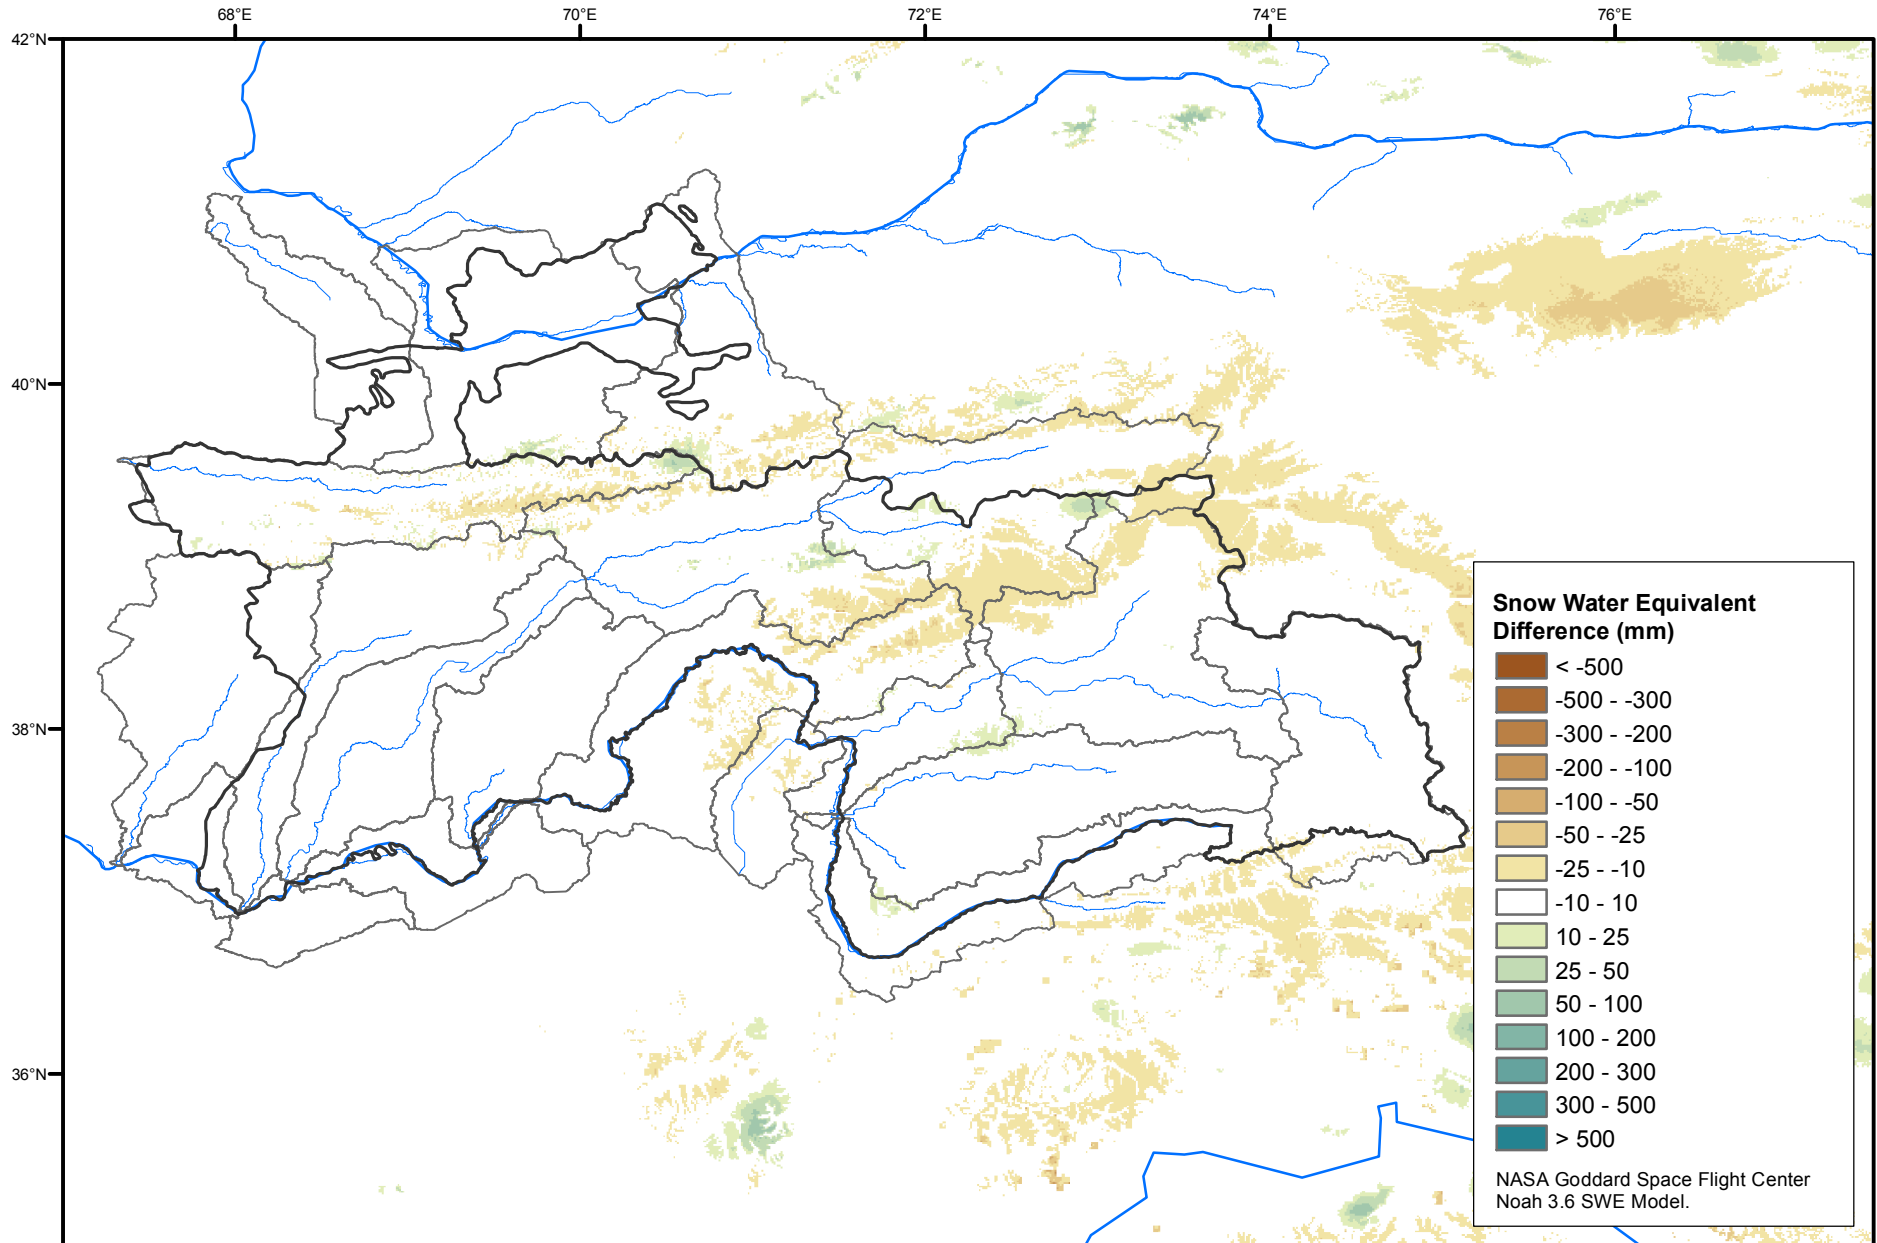 68°E
70°E
72°E
74°E
76°E
42°N
40°N
38°N
36°N
Snow Water Equivalent
Difference (mm)
< -500
-500 - -300
-300 - -200
-200 - -100
-100 - -50
-50 - -25
-25 - -10
-10 - 10
10 - 25
25 - 50
50 - 100
100 - 200
200 - 300
300 - 500
> 500
NASA Goddard Space Flight Center
Noah 3.6 SWE Model.